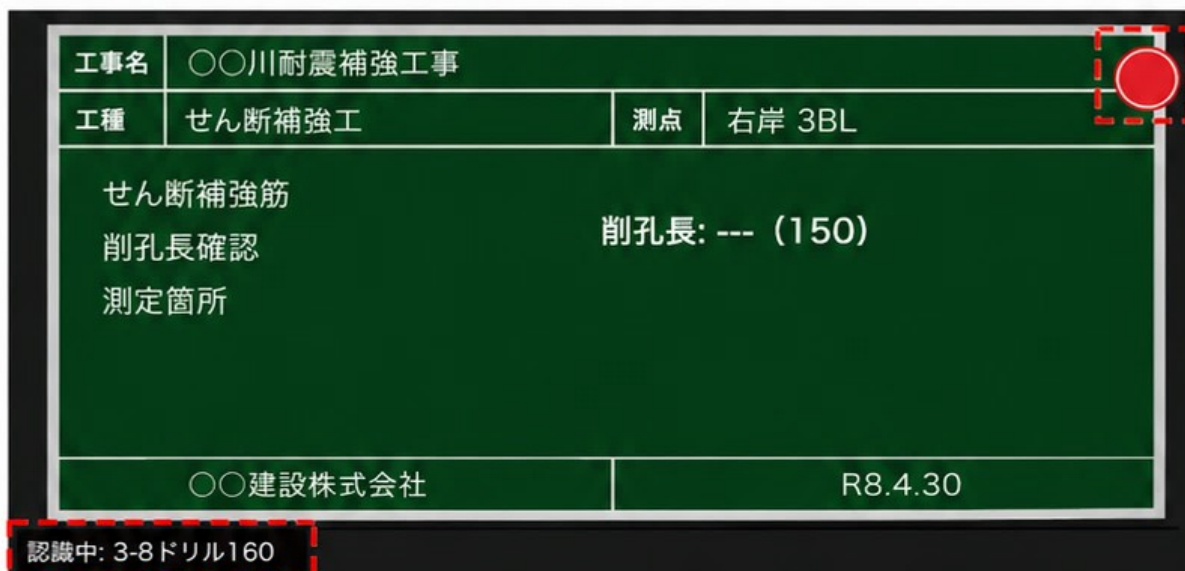 工事名 ○○川耐震補強工事
工種 せん断補強工 測点 右岸 3BL
せん断補強筋
削孔長確認
削孔長: --- (150)
測定箇所
○○建設株式会社 R8.4.30
認識中: 3-8ドリル160